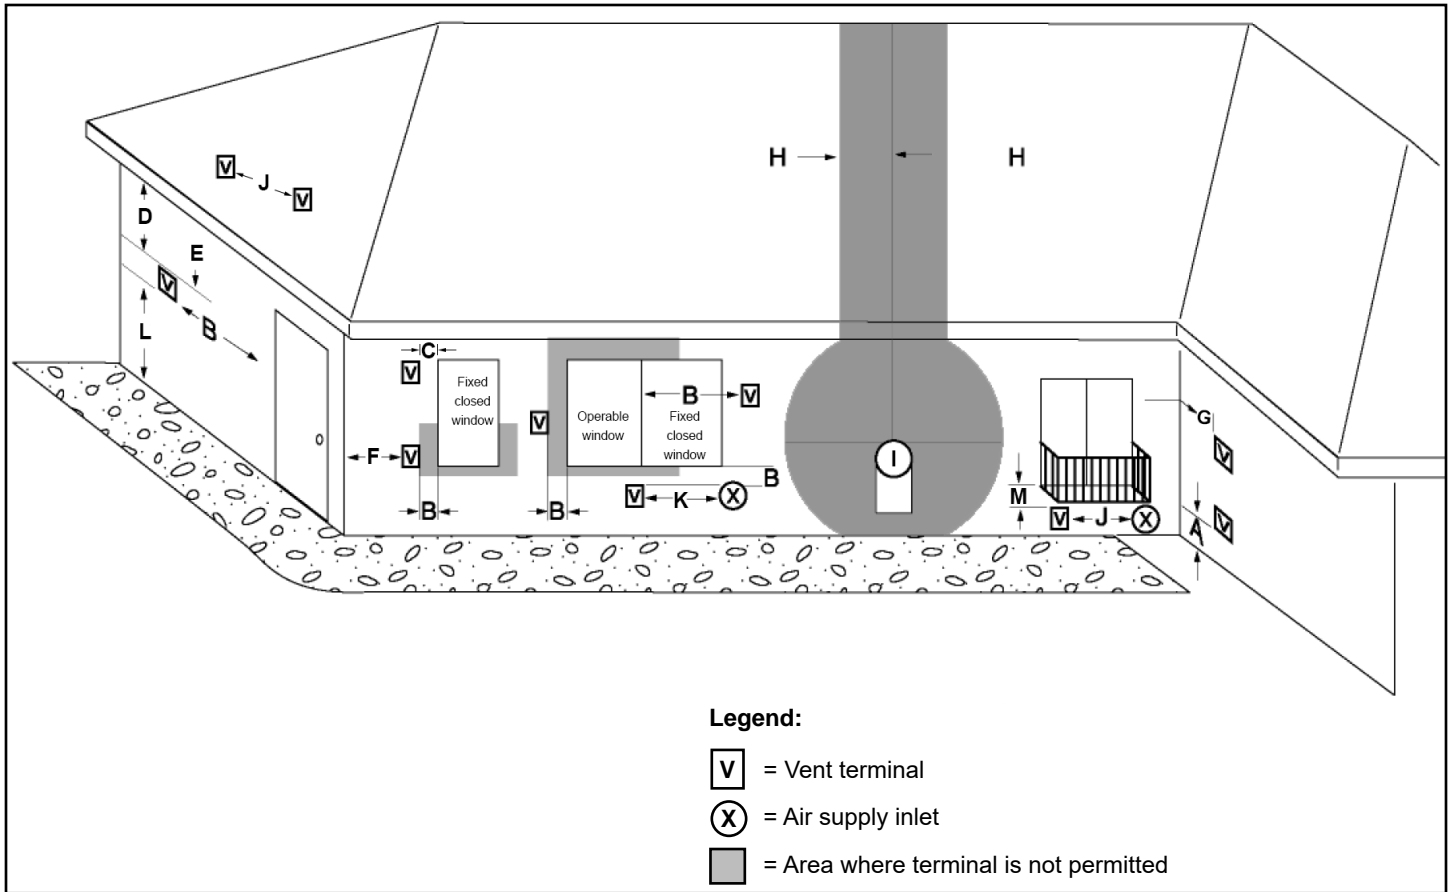 H
H
V
J
V
D
E
V
B
L
C
V
Fixed
closed
window
F
V
B
V
Operable
window
B
Fixed
closed
window
V
B
B
V
K
X
I
G
V
M
V
J
X
A
V
Legend:
V = Vent terminal
X = Air supply inlet
= Area where terminal is not permitted